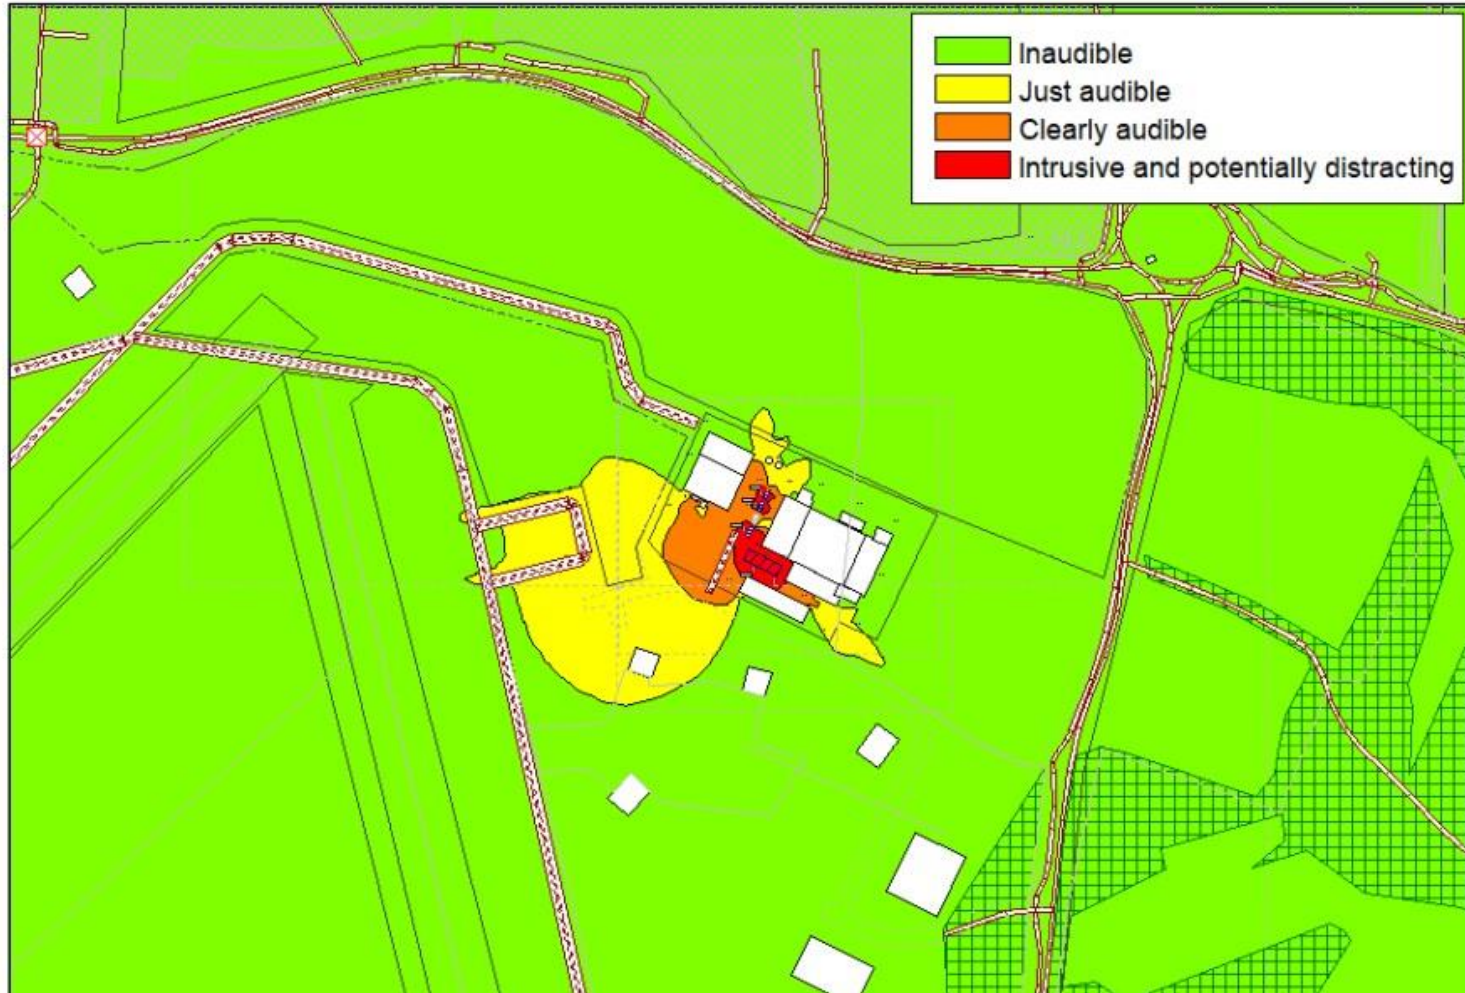 Inaudible
Just audible
Clearly audible
Intrusive and potentially distracting